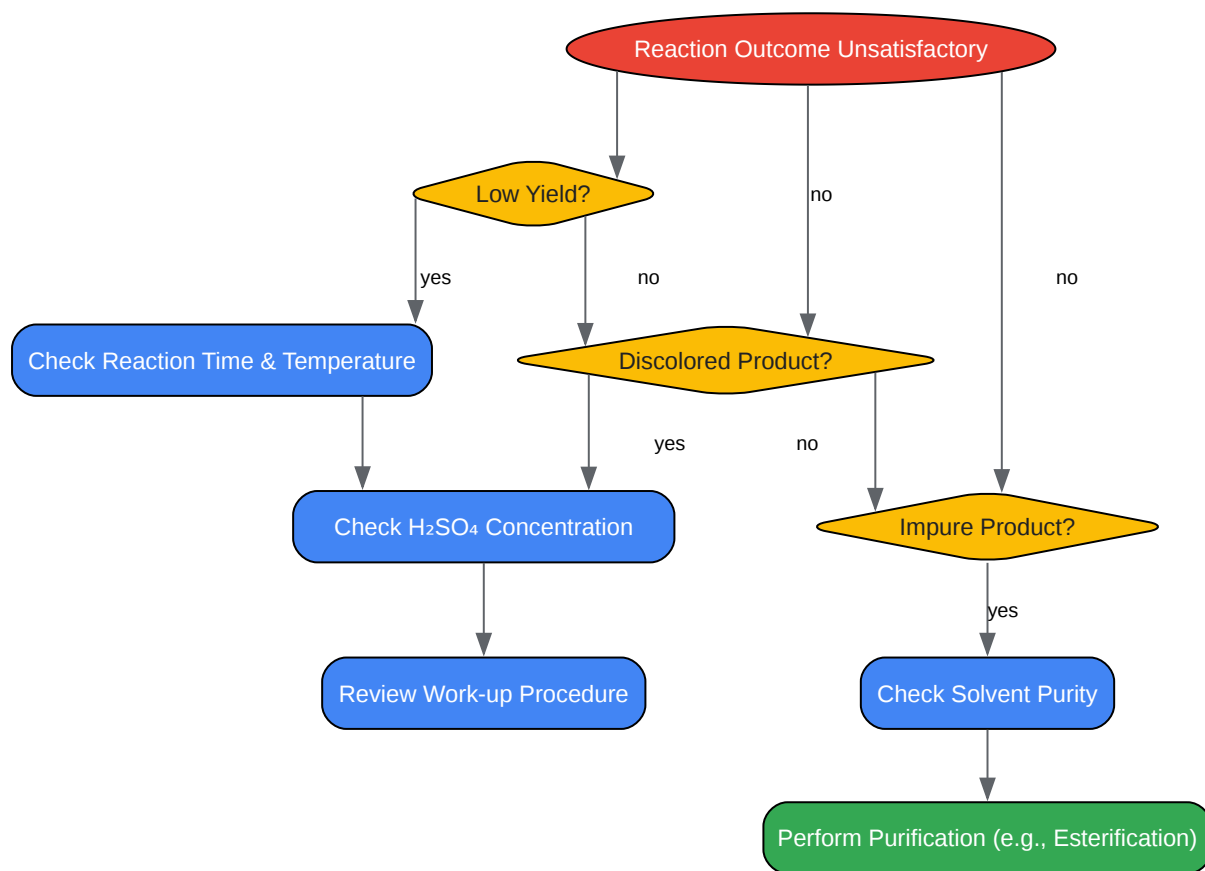 Reaction Outcome Unsatisfactory
Low Yield?
no
yes
no
no
Check Reaction Time & Temperature
Discolored Product?
yes
no
Check H₂SO₄ Concentration
Impure Product?
yes
Review Work-up Procedure
Check Solvent Purity
Perform Purification (e.g., Esterification)